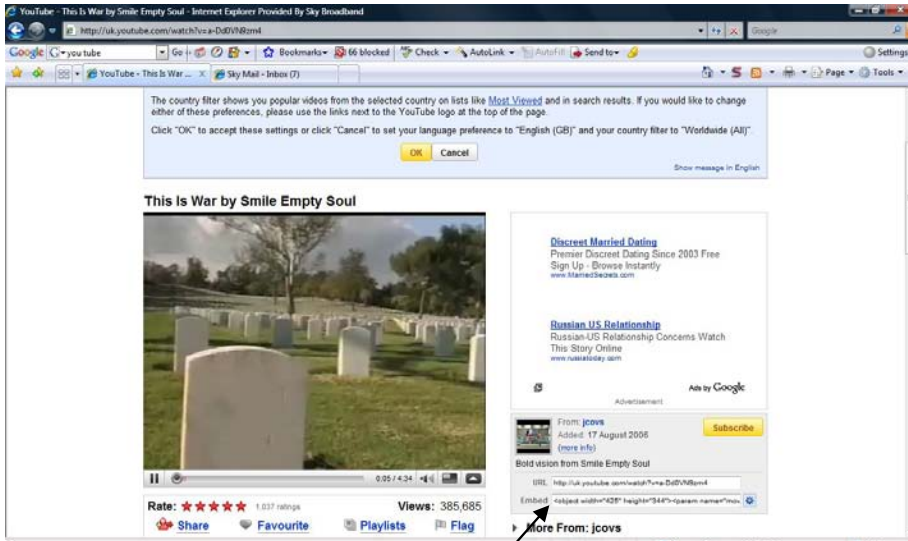 YouTube - This Is War by Smile Empty Soul - Internet Explorer Provided By Sky Broadband
http://uk.youtube.com/watch?v=a-Dd0VN9zm4
Google
Google G you tube Go Bookmarks 66 blocked Check AutoLink AutoFill Send to Settings
YouTube - This Is War ... Sky Mail - Inbox (7) Page Tools
The country filter shows you popular videos from the selected country on lists like Most Viewed and in search results. If you would like to change
either of these preferences, please use the links next to the YouTube logo at the top of the page.
Click "OK" to accept these settings or click "Cancel" to set your language preference to "English (GB)" and your country filter to "Worldwide (All)".
OK Cancel
Show message in English
This Is War by Smile Empty Soul
Discreet Married Dating
Premier Discreet Dating Since 2003 Free
Sign Up - Browse Instantly
www.MarriedSecrets.com
Russian US Relationship
Russian-US Relationship Concerns Watch
This Story Online
www.russiatoday.com
Ads by Google
Advertisement
From: jcovs
Added: 17 August 2006
(more info)
Subscribe
Bold vision from Smile Empty Soul
URL http://uk.youtube.com/watch?v=a-Dd0VN9zm4
Embed <object width="425" height="344"><param name="mov
0:05 / 4:34
Rate: 1,037 ratings Views: 385,685
Share Favourite Playlists Flag
More From: jcovs